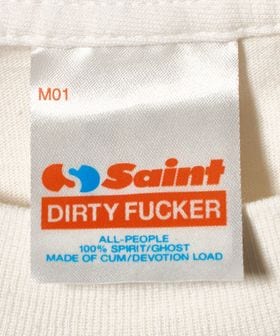 M01
Saint
DIRTY FUCKER
ALL-PEOPLE
100% SPIRIT/GHOST
MADE OF CUM/DEVOTION LOAD